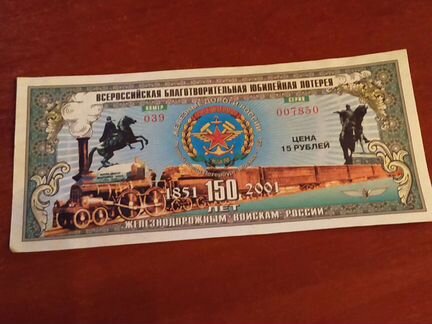 ВСЕРОССИЙСКАЯ БЛАГОТВОРИТЕЛЬНАЯ ЮБИЛЕЙНАЯ ЛОТЕРЕЯ
НОМЕР
039
СЕРИЯ
007850
ЦЕНА
15 РУБЛЕЙ
1851 150 2001
ЛЕТ
ЖЕЛЕЗНОДОРОЖНЫМ ВОЙСКАМ РОССИИ